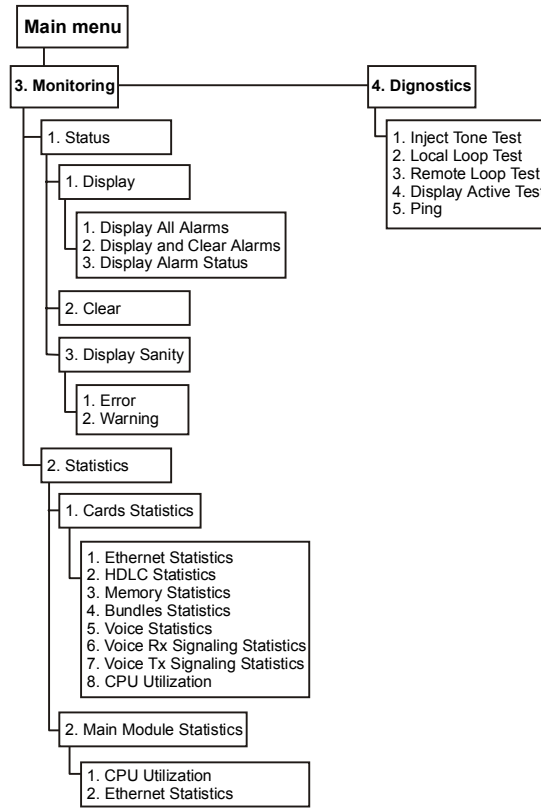 Main menu
3. Monitoring
4. Dignostics
1. Inject Tone Test
2. Local Loop Test
3. Remote Loop Test
4. Display Active Test
5. Ping
1. Status
1. Display
1. Display All Alarms
2. Display and Clear Alarms
3. Display Alarm Status
2. Clear
3. Display Sanity
1. Error
2. Warning
2. Statistics
1. Cards Statistics
1. Ethernet Statistics
2. HDLC Statistics
3. Memory Statistics
4. Bundles Statistics
5. Voice Statistics
6. Voice Rx Signaling Statistics
7. Voice Tx Signaling Statistics
8. CPU Utilization
2. Main Module Statistics
1. CPU Utilization
2. Ethernet Statistics